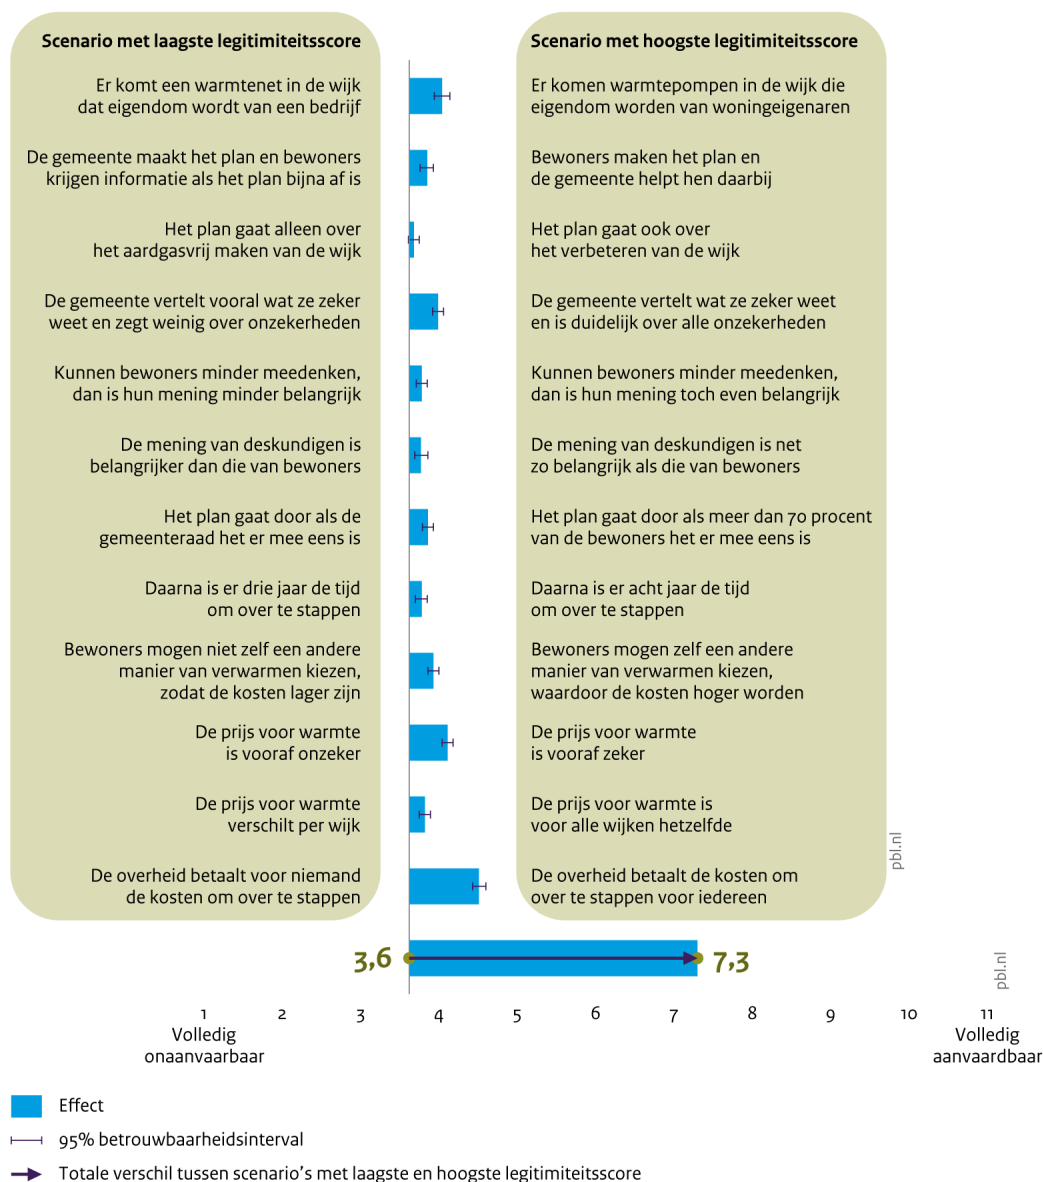 Scenario met laagste legitimiteitsscore
Scenario met hoogste legitimiteitsscore
Er komt een warmtenet in de wijk
dat eigendom wordt van een bedrijf
Er komen warmtepompen in de wijk die
eigendom worden van woningeigenaren
De gemeente maakt het plan en bewoners
krijgen informatie als het plan bijna af is
Bewoners maken het plan en
de gemeente helpt hen daarbij
Het plan gaat alleen over
het aardgasvrij maken van de wijk
Het plan gaat ook over
het verbeteren van de wijk
De gemeente vertelt vooral wat ze zeker
weet en zegt weinig over onzekerheden
De gemeente vertelt wat ze zeker weet
en is duidelijk over alle onzekerheden
Kunnen bewoners minder meedenken,
dan is hun mening minder belangrijk
Kunnen bewoners minder meedenken,
dan is hun mening toch even belangrijk
De mening van deskundigen is
belangrijker dan die van bewoners
De mening van deskundigen is net
zo belangrijk als die van bewoners
Het plan gaat door als de
gemeenteraad het er mee eens is
Het plan gaat door als meer dan 70 procent
van de bewoners het er mee eens is
Daarna is er drie jaar de tijd
om over te stappen
Daarna is er acht jaar de tijd
om over te stappen
Bewoners mogen niet zelf een andere
manier van verwarmen kiezen,
zodat de kosten lager zijn
Bewoners mogen zelf een andere
manier van verwarmen kiezen,
waardoor de kosten hoger worden
De prijs voor warmte
is vooraf onzeker
De prijs voor warmte
is vooraf zeker
De prijs voor warmte
verschilt per wijk
De prijs voor warmte is
voor alle wijken hetzelfde
De overheid betaalt voor niemand
de kosten om over te stappen
De overheid betaalt de kosten om
over te stappen voor iedereen
pbl.nl
3,6
7,3
pbl.nl
1 2 3 4 5 6 7 8 9 10 11
Volledig
onaanvaarbaar
Volledig
aanvaardbaar
Effect
95% betrouwbaarheidsinterval
Totale verschil tussen scenario's met laagste en hoogste legitimiteitsscore